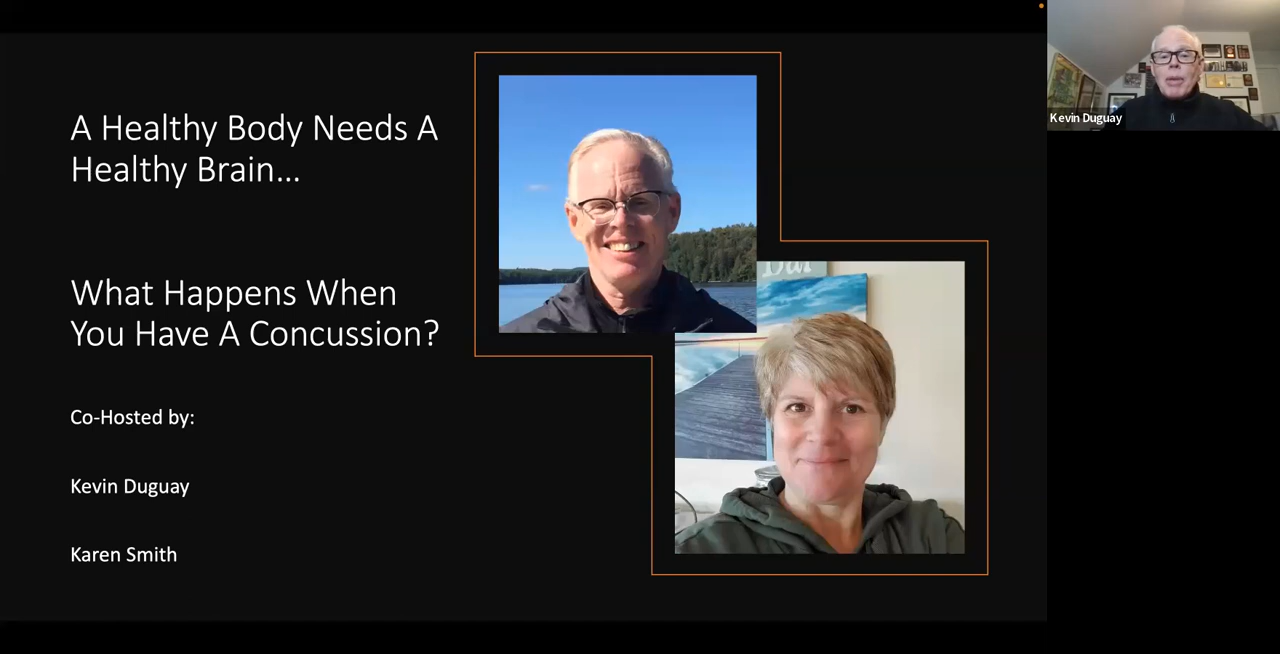 A Healthy Body Needs A
Healthy Brain...
What Happens When
You Have A Concussion?
Co-Hosted by:
Kevin Duguay
Karen Smith
Kevin Duguay